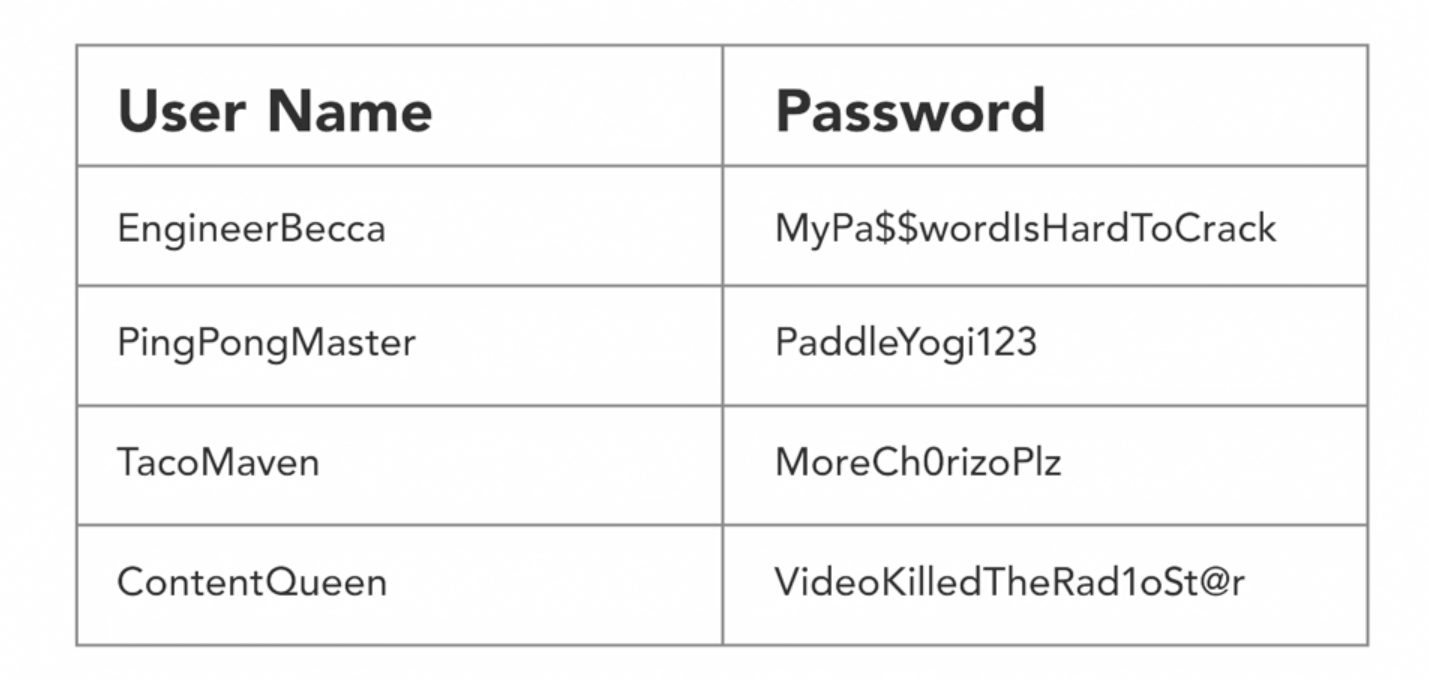 User Name Password
EngineerBecca MyPa$$wordIsHardToCrack
PingPongMaster PaddleYogi123
TacoMaven MoreCh0rizoPlz
ContentQueen VideoKilledTheRad1oSt@r